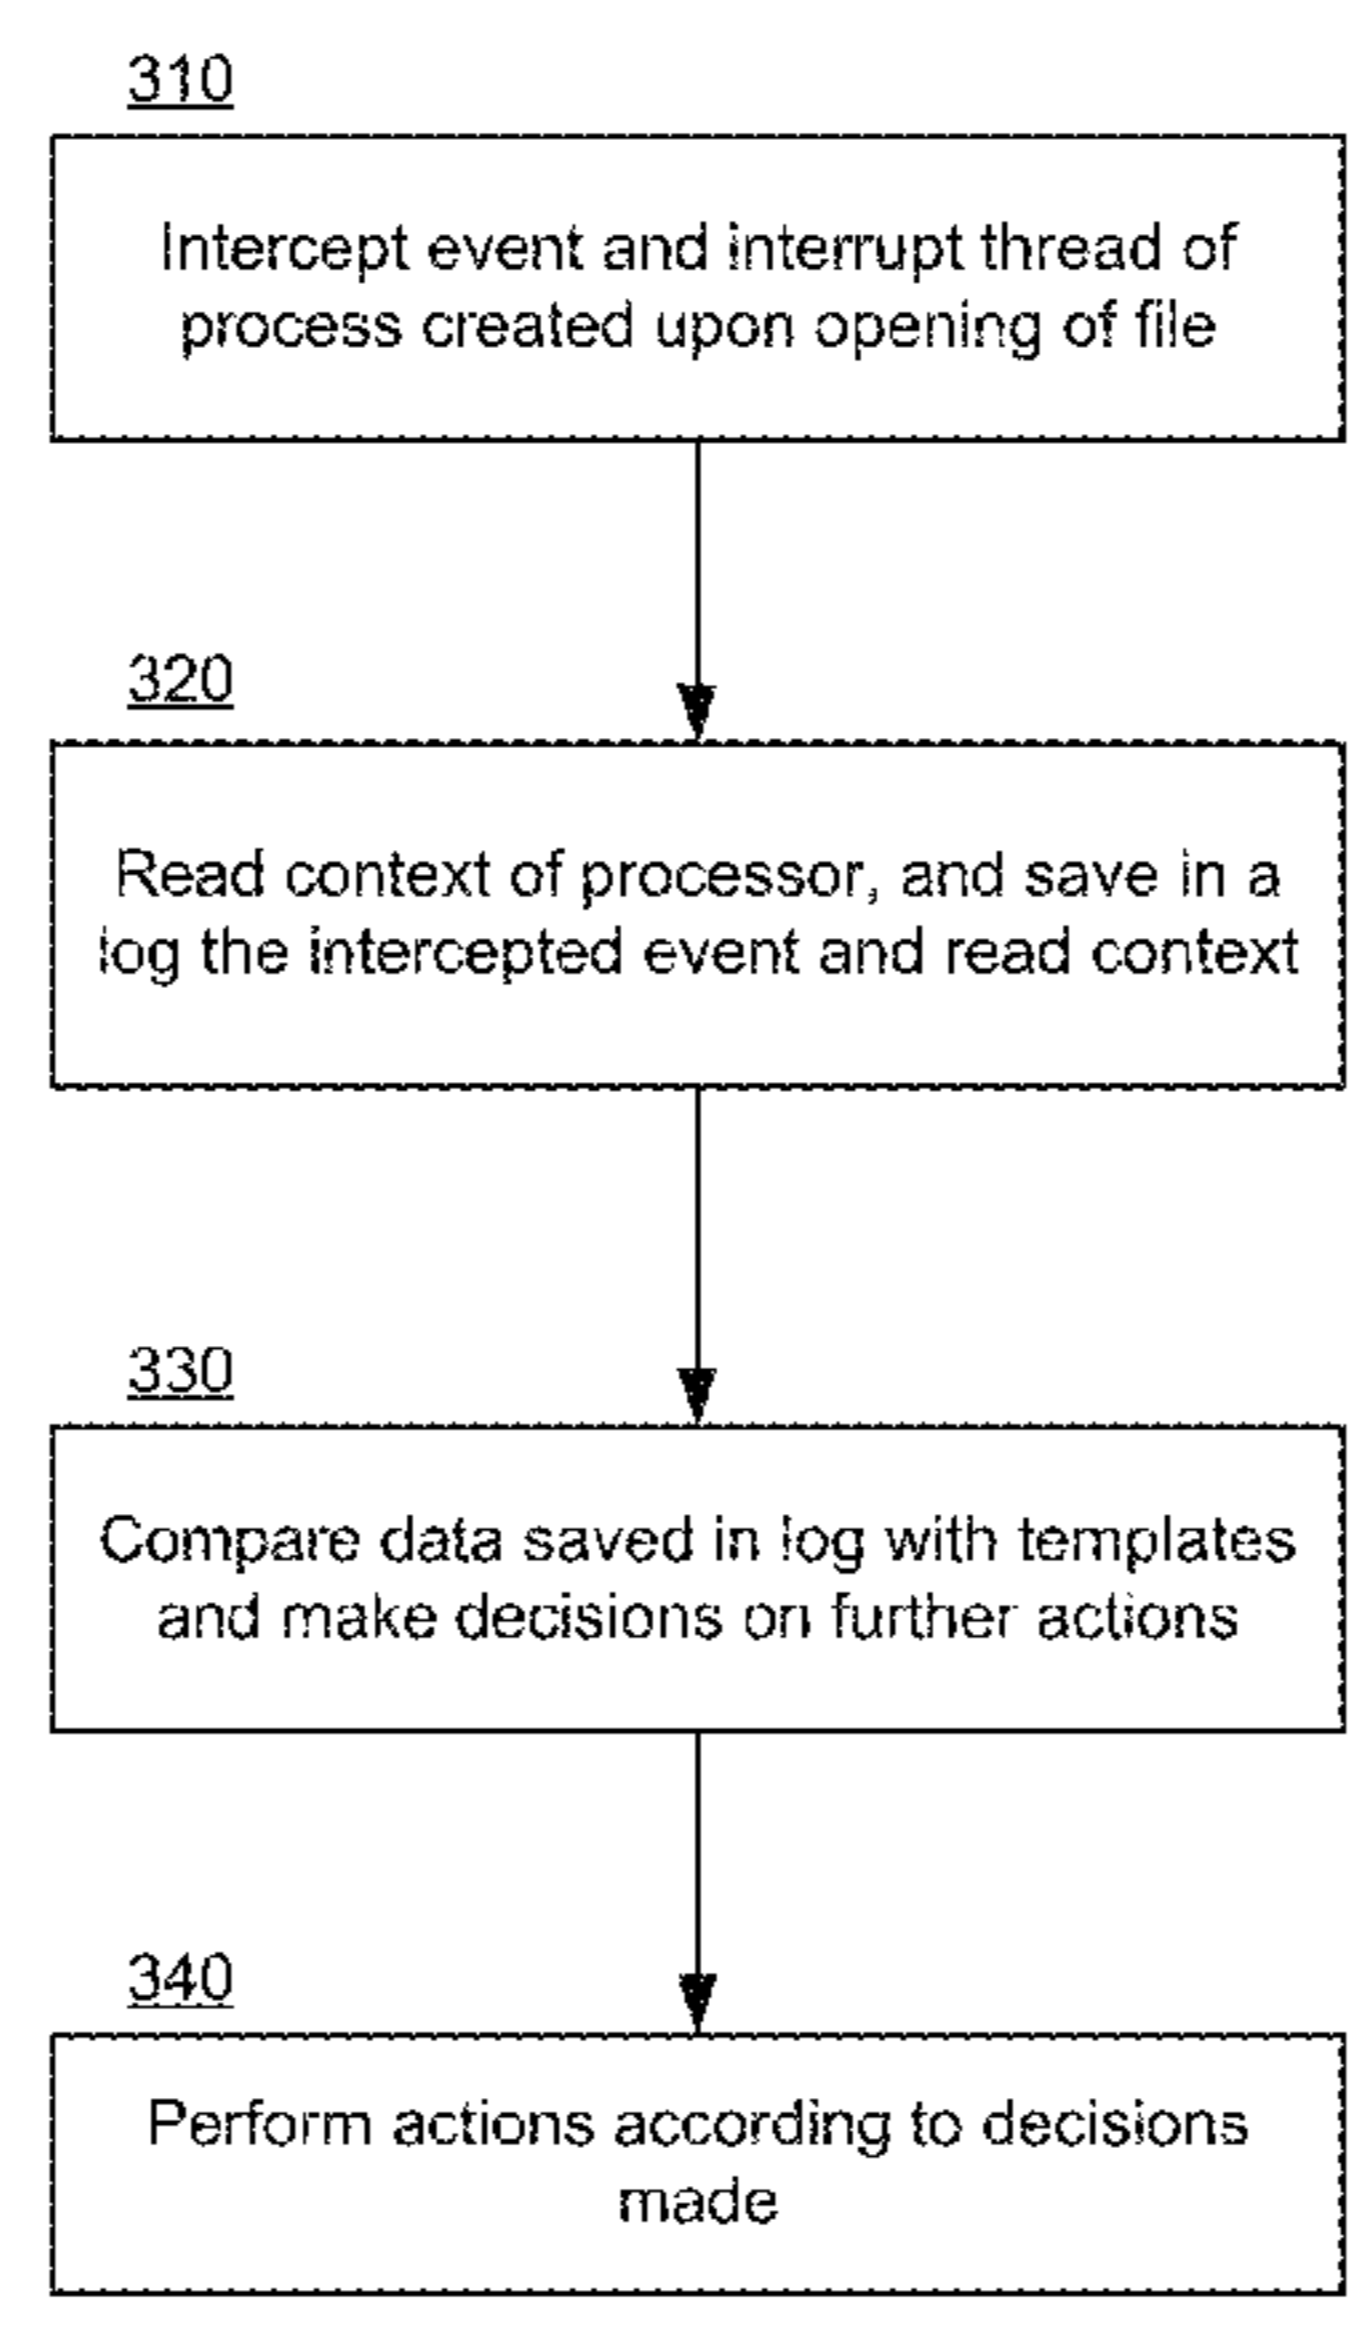 310
Intercept event and interrupt thread of
process created upon opening of file
320
Read context of processor, and save in a
log the intercepted event and read context
330
Compare data saved in log with templates
and make decisions on further actions
340
Perform actions according to decisions
made